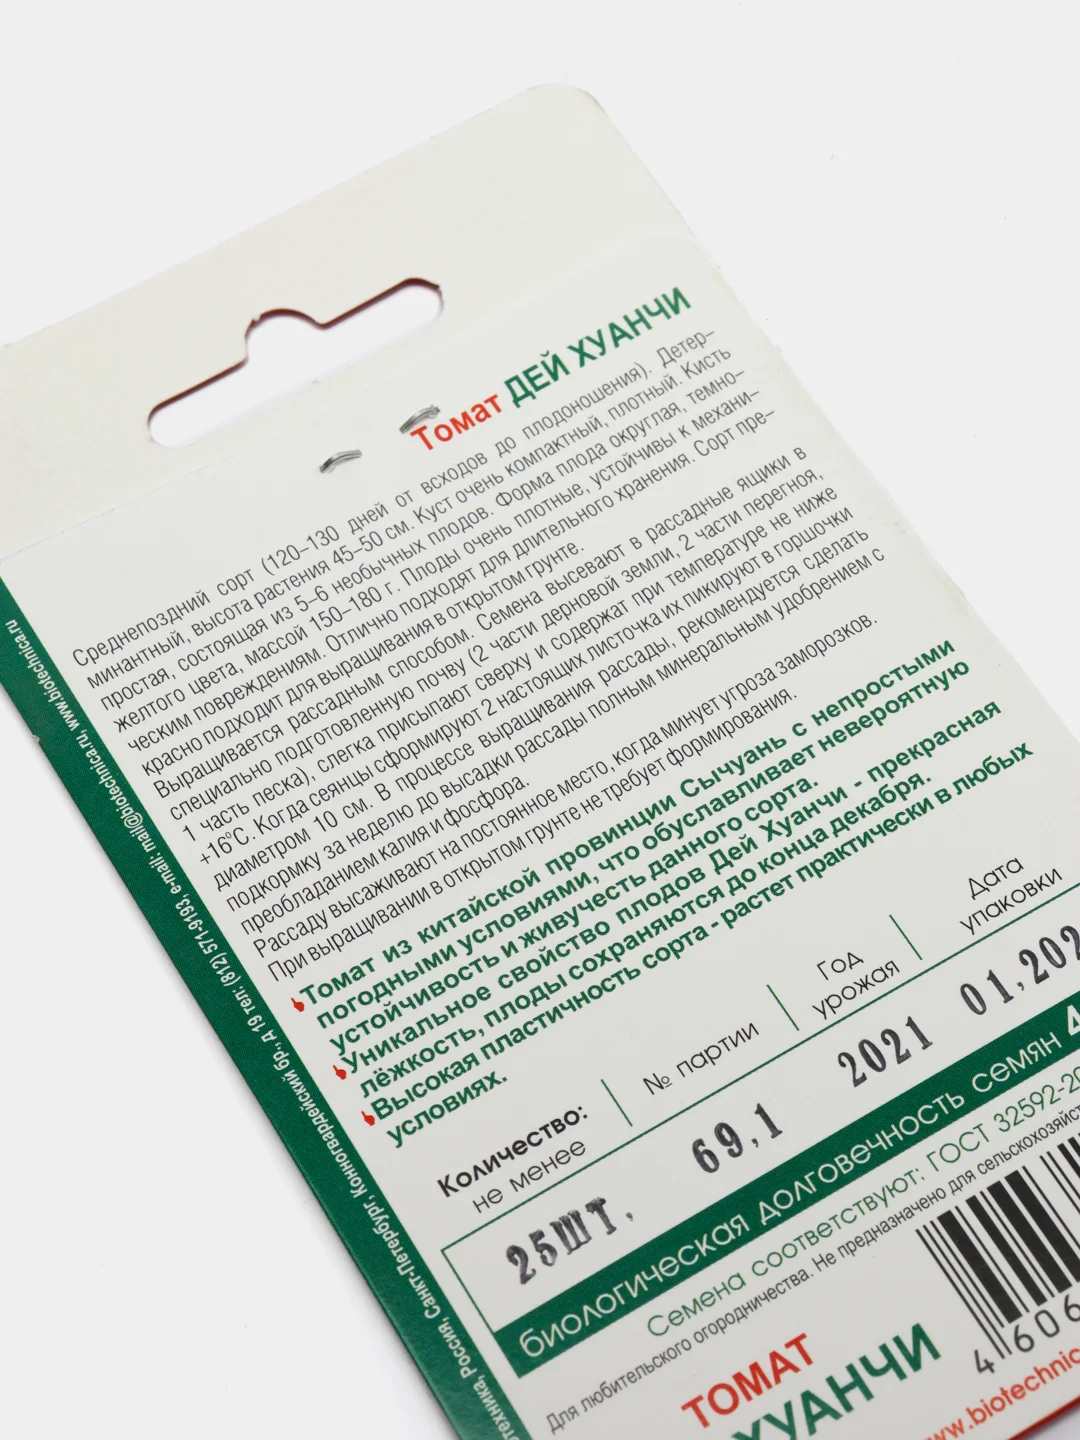 Томат ДЕЙ ХУАНЧИ
Среднепоздний сорт (120–130 дней от всходов до плодоношения). Детер–
минантный, высота растения 45–50 см. Куст очень компактный, плотный. Кисть
простая, состоящая из 5–6 необычных плодов. Форма плода округлая, темно–
желтого цвета, массой 150–180 г. Плоды очень плотные, устойчивы к механи–
ческим повреждениям. Отлично подходят для длительного хранения. Сорт пре–
красно подходит для выращивания в открытом грунте.
Выращивается рассадным способом. Семена высевают в рассадные ящики в
специально подготовленную почву (2 части дерновой земли, 2 части перегноя,
1 часть песка), слегка присыпают сверху и содержат при температуре не ниже
+16°С. Когда сеянцы сформируют 2 настоящих листочка их пикируют в горшочки
диаметром 10 см. В процессе выращивания рассады, рекомендуется сделать
подкормку за неделю до высадки рассады полным минеральным удобрением с
преобладанием калия и фосфора.
Рассаду высаживают на постоянное место, когда минует угроза заморозков.
При выращивании в открытом грунте не требует формирования.
Томат из китайской провинции Сычуань с непростыми
погодными условиями, что обуславливает невероятную
устойчивость и живучесть данного сорта.
Уникальное свойство плодов Дей Хуанчи - прекрасная
лёжкость, плоды сохраняются до конца декабря.
Высокая пластичность сорта - растет практически в любых
условиях.
Количество:
не менее
№ партии
Год
урожая
Дата
упаковки
25ШТ.
69.1
2021
01.202
биологическая долговечность семян 4
Семена соответствуют: ГОСТ 32592-20
Для любительского огородничества. Не предназначено для сельскохозяйст
ТОМАТ
ХУАНЧИ
4 606
www.biotechnic
отехника, Россия, Санкт-Петербург, Конногвардейский бр., д 19 тел: (812) 571-9193, e-mail: mail@biotechnica.ru, www.biotechnica.ru